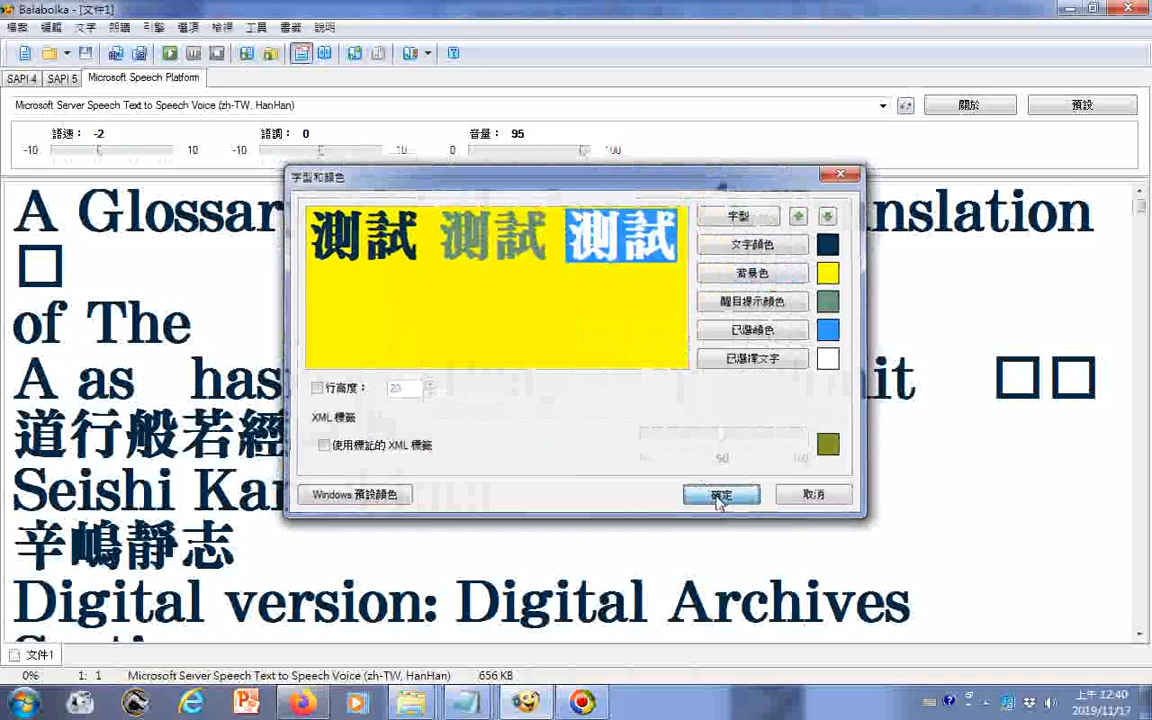 Balabolka - [文件1]
檔案 編輯 文字 朗讀 引擎 選項 檢視 工具 書籤 說明
SAPI 4 SAPI 5 Microsoft Speech Platform
Microsoft Server Speech Text to Speech Voice (zh-TW, HanHan) 關於 預設
語速： -2 語調： 0 音量： 95
-10 10 -10 10 0 100
字型和顏色
測試 測試 測試
字型
文字顏色
背景色
醒目提示顏色
已選顏色
已選擇文字
行高度： 20
XML 標籤
使用標記的 XML 標籤
50 100
Windows 預設顏色 確定 取消
A Glossar nslation
□
of The
A as has it □□
道行般若經
Seishi Kar
辛嶋靜志
Digital version: Digital Archives
文件1
0% 1: 1 Microsoft Server Speech Text to Speech Voice (zh-TW, HanHan) 656 KB
上午 12:40
2019/11/17